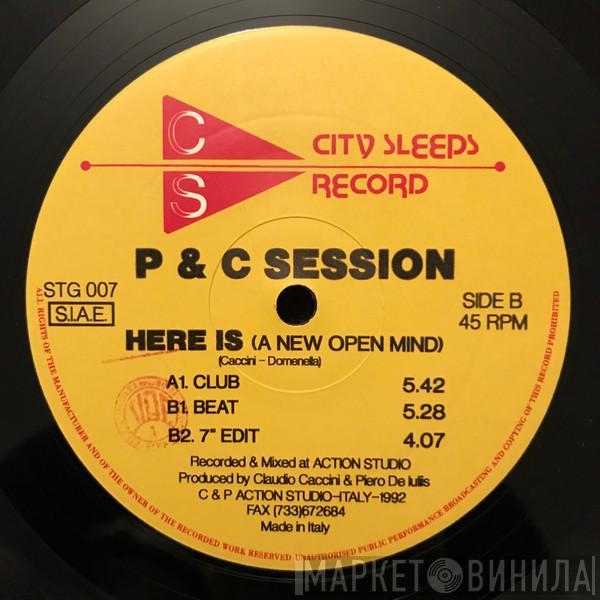 C
S
CITY SLEEPS
RECORD
P & C SESSION
STG 007
S.I.A.E.
SIDE B
45 RPM
HERE IS (A NEW OPEN MIND)
(Caccini - Domenella)
A1. CLUB 5.42
B1. BEAT 5.28
B2. 7" EDIT 4.07
Recorded & Mixed at ACTION STUDIO
Produced by Claudio Caccini & Piero De Iuliis
C & P ACTION STUDIO-ITALY-1992
FAX (733)672684
Made in Italy
ALL RIGHTS OF THE MANUFACTURER AND OF THE OWNER OF THE RECORDED WORK RESERVED UNAUTHORISED PUBLIC PERFORMANCE BROADCASTING AND COPYING OF THIS RECORD PROHIBITED
МАРКЕТ ВИНИЛА